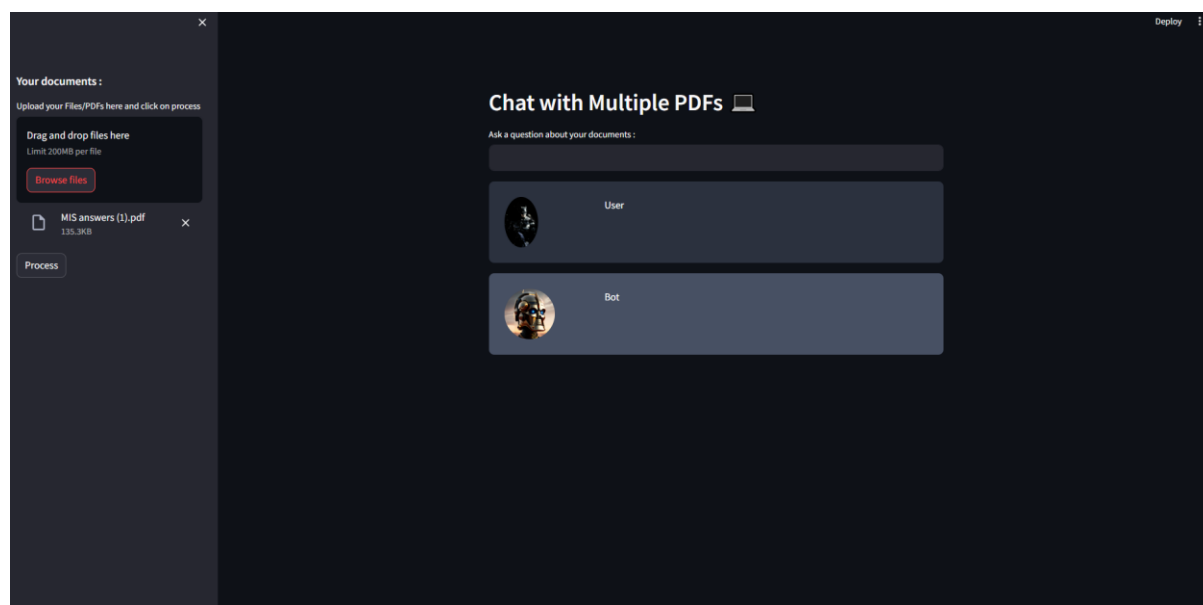 Deploy
Your documents :
Upload your Files/PDFs here and click on process
Drag and drop files here
Limit 200MB per file
Browse files
MIS answers (1).pdf
135.3KB
Process
Chat with Multiple PDFs 💻
Ask a question about your documents :
User
Bot